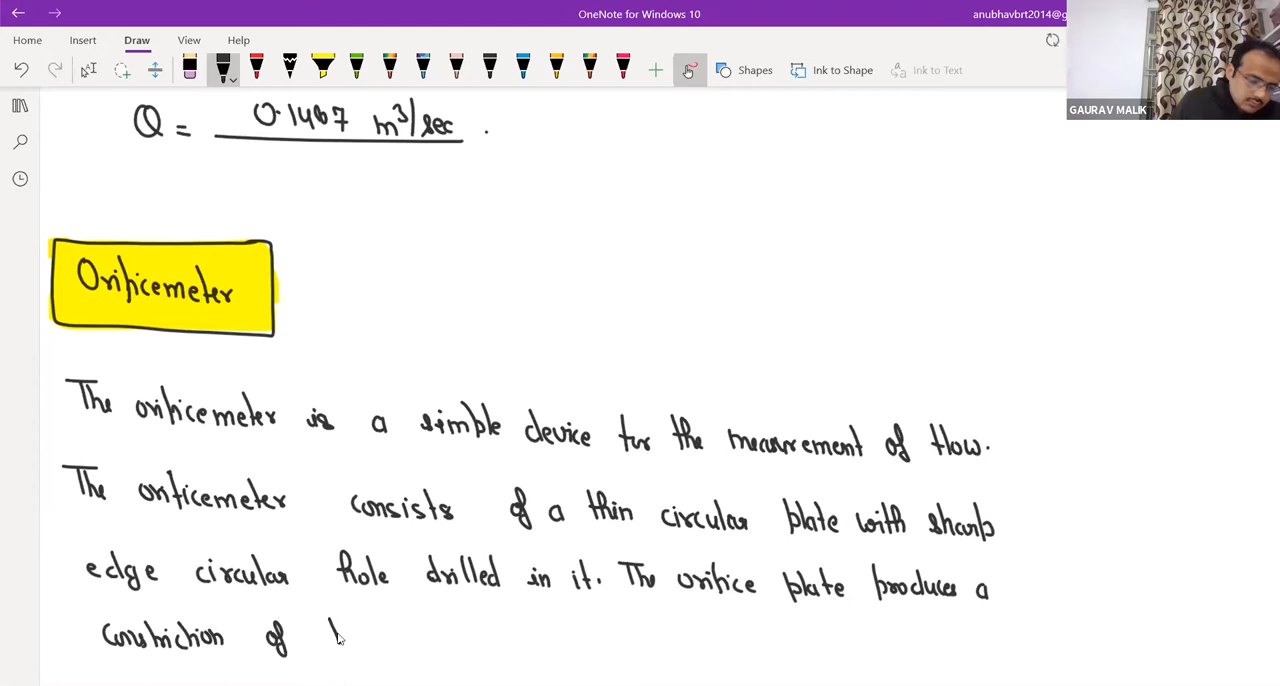 OneNote for Windows 10
anubhavbrt2014@g
Home Insert Draw View Help
Shapes Ink to Shape Ink to Text
GAURAV MALIK
Q = 0.1467 m³/sec .
Orificemeter
The orificemeter is a simple device for the measurement of flow.
The orificemeter consists of a thin circular plate with sharp
edge circular hole drilled in it. The orifice plate produces a
constriction of